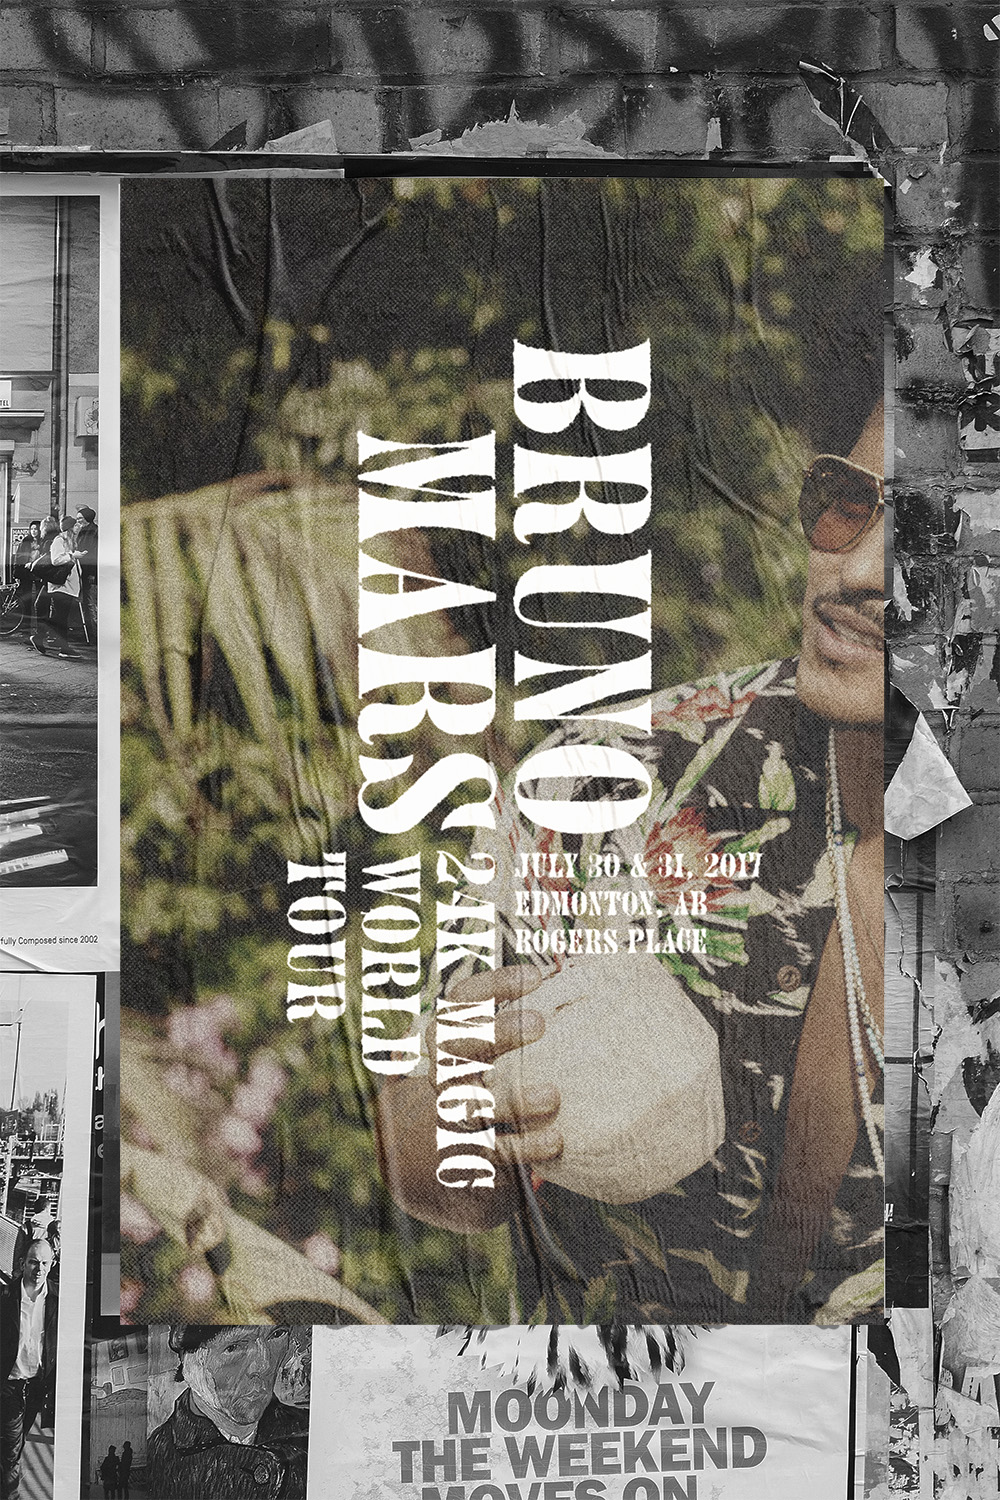 BRUNO
MARS
24K MAGIC
WORLD
TOUR
JULY 30 & 31, 2017
EDMONTON, AB
ROGERS PLACE
fully Composed since 2002
MOONDAY
THE WEEKEND
MOVES ON